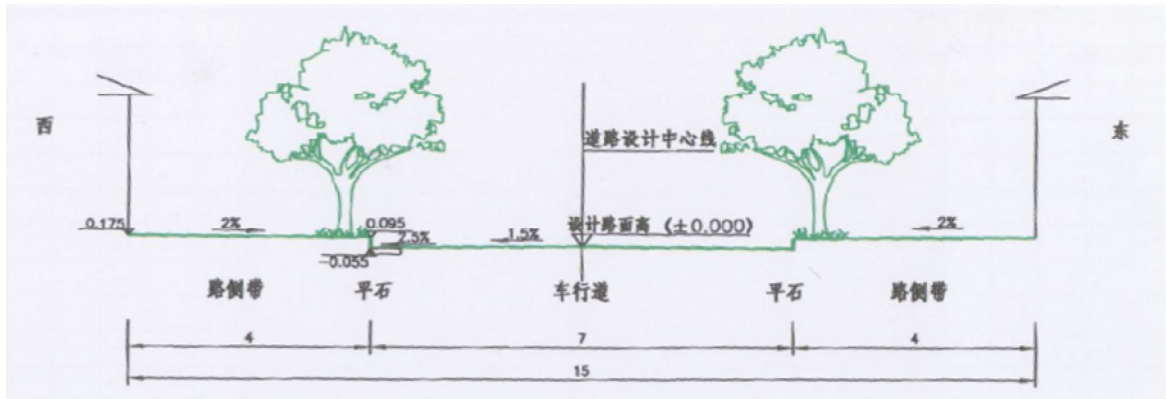 西
东
道路设计中心线
0.175
2%
0.095
2.5%
1.5%
设计路面高 (±0.000)
2%
-0.055
路侧带
平石
车行道
平石
路侧带
4
7
4
15